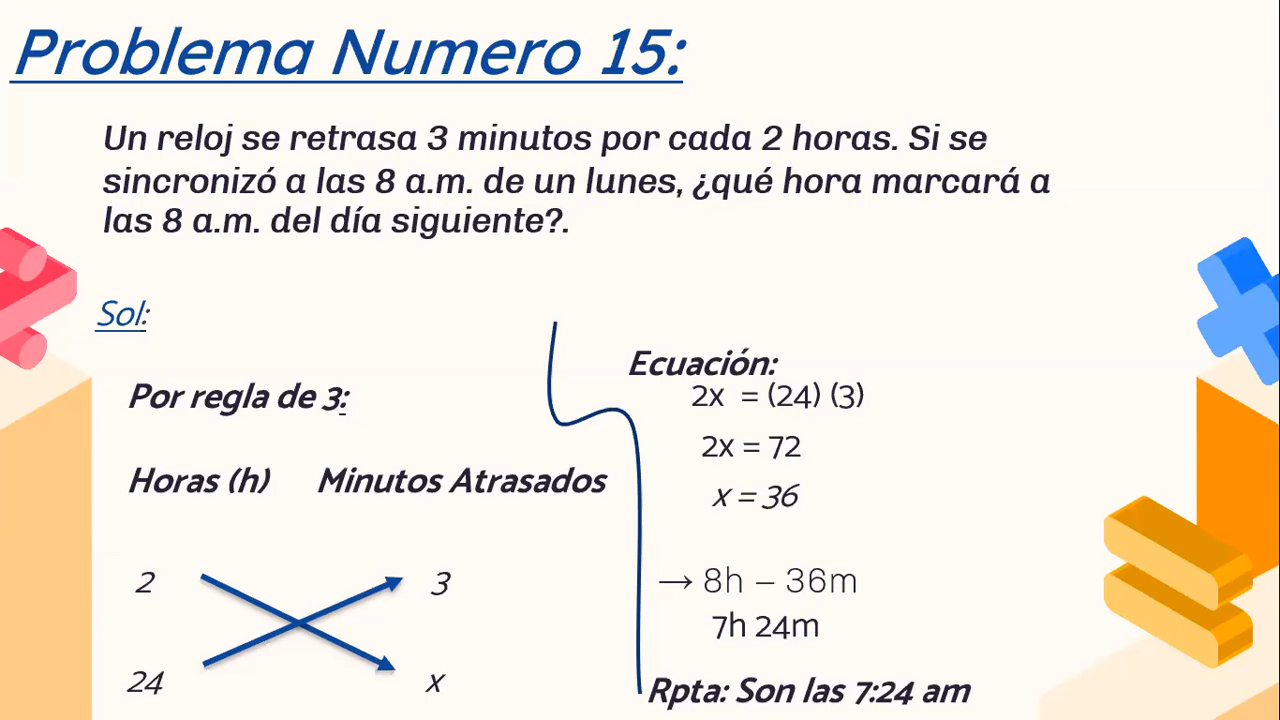 Problema Numero 15:
Un reloj se retrasa 3 minutos por cada 2 horas. Si se
sincronizó a las 8 a.m. de un lunes, ¿qué hora marcará a
las 8 a.m. del día siguiente?.
Sol:
Por regla de 3:
Horas (h) Minutos Atrasados
2 3
24 x
Ecuación:
2x = (24) (3)
2x = 72
x = 36
→ 8h – 36m
7h 24m
Rpta: Son las 7:24 am